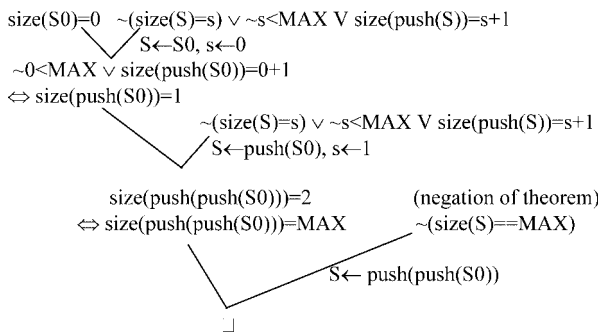 size(S0)=0 ~(size(S)=s) ∨ ~s<MAX V size(push(S)=s+1
S←S0, s←0
~0<MAX ∨ size(push(S0))=0+1
⇔ size(push(S0))=1
~(size(S)=s) ∨ ~s<MAX V size(push(S))=s+1
S←push(S0), s←1
size(push(push(S0)))=2 (negation of theorem)
⇔ size(push(push(S0)))=MAX ~(size(S)==MAX)
S← push(push(S0))